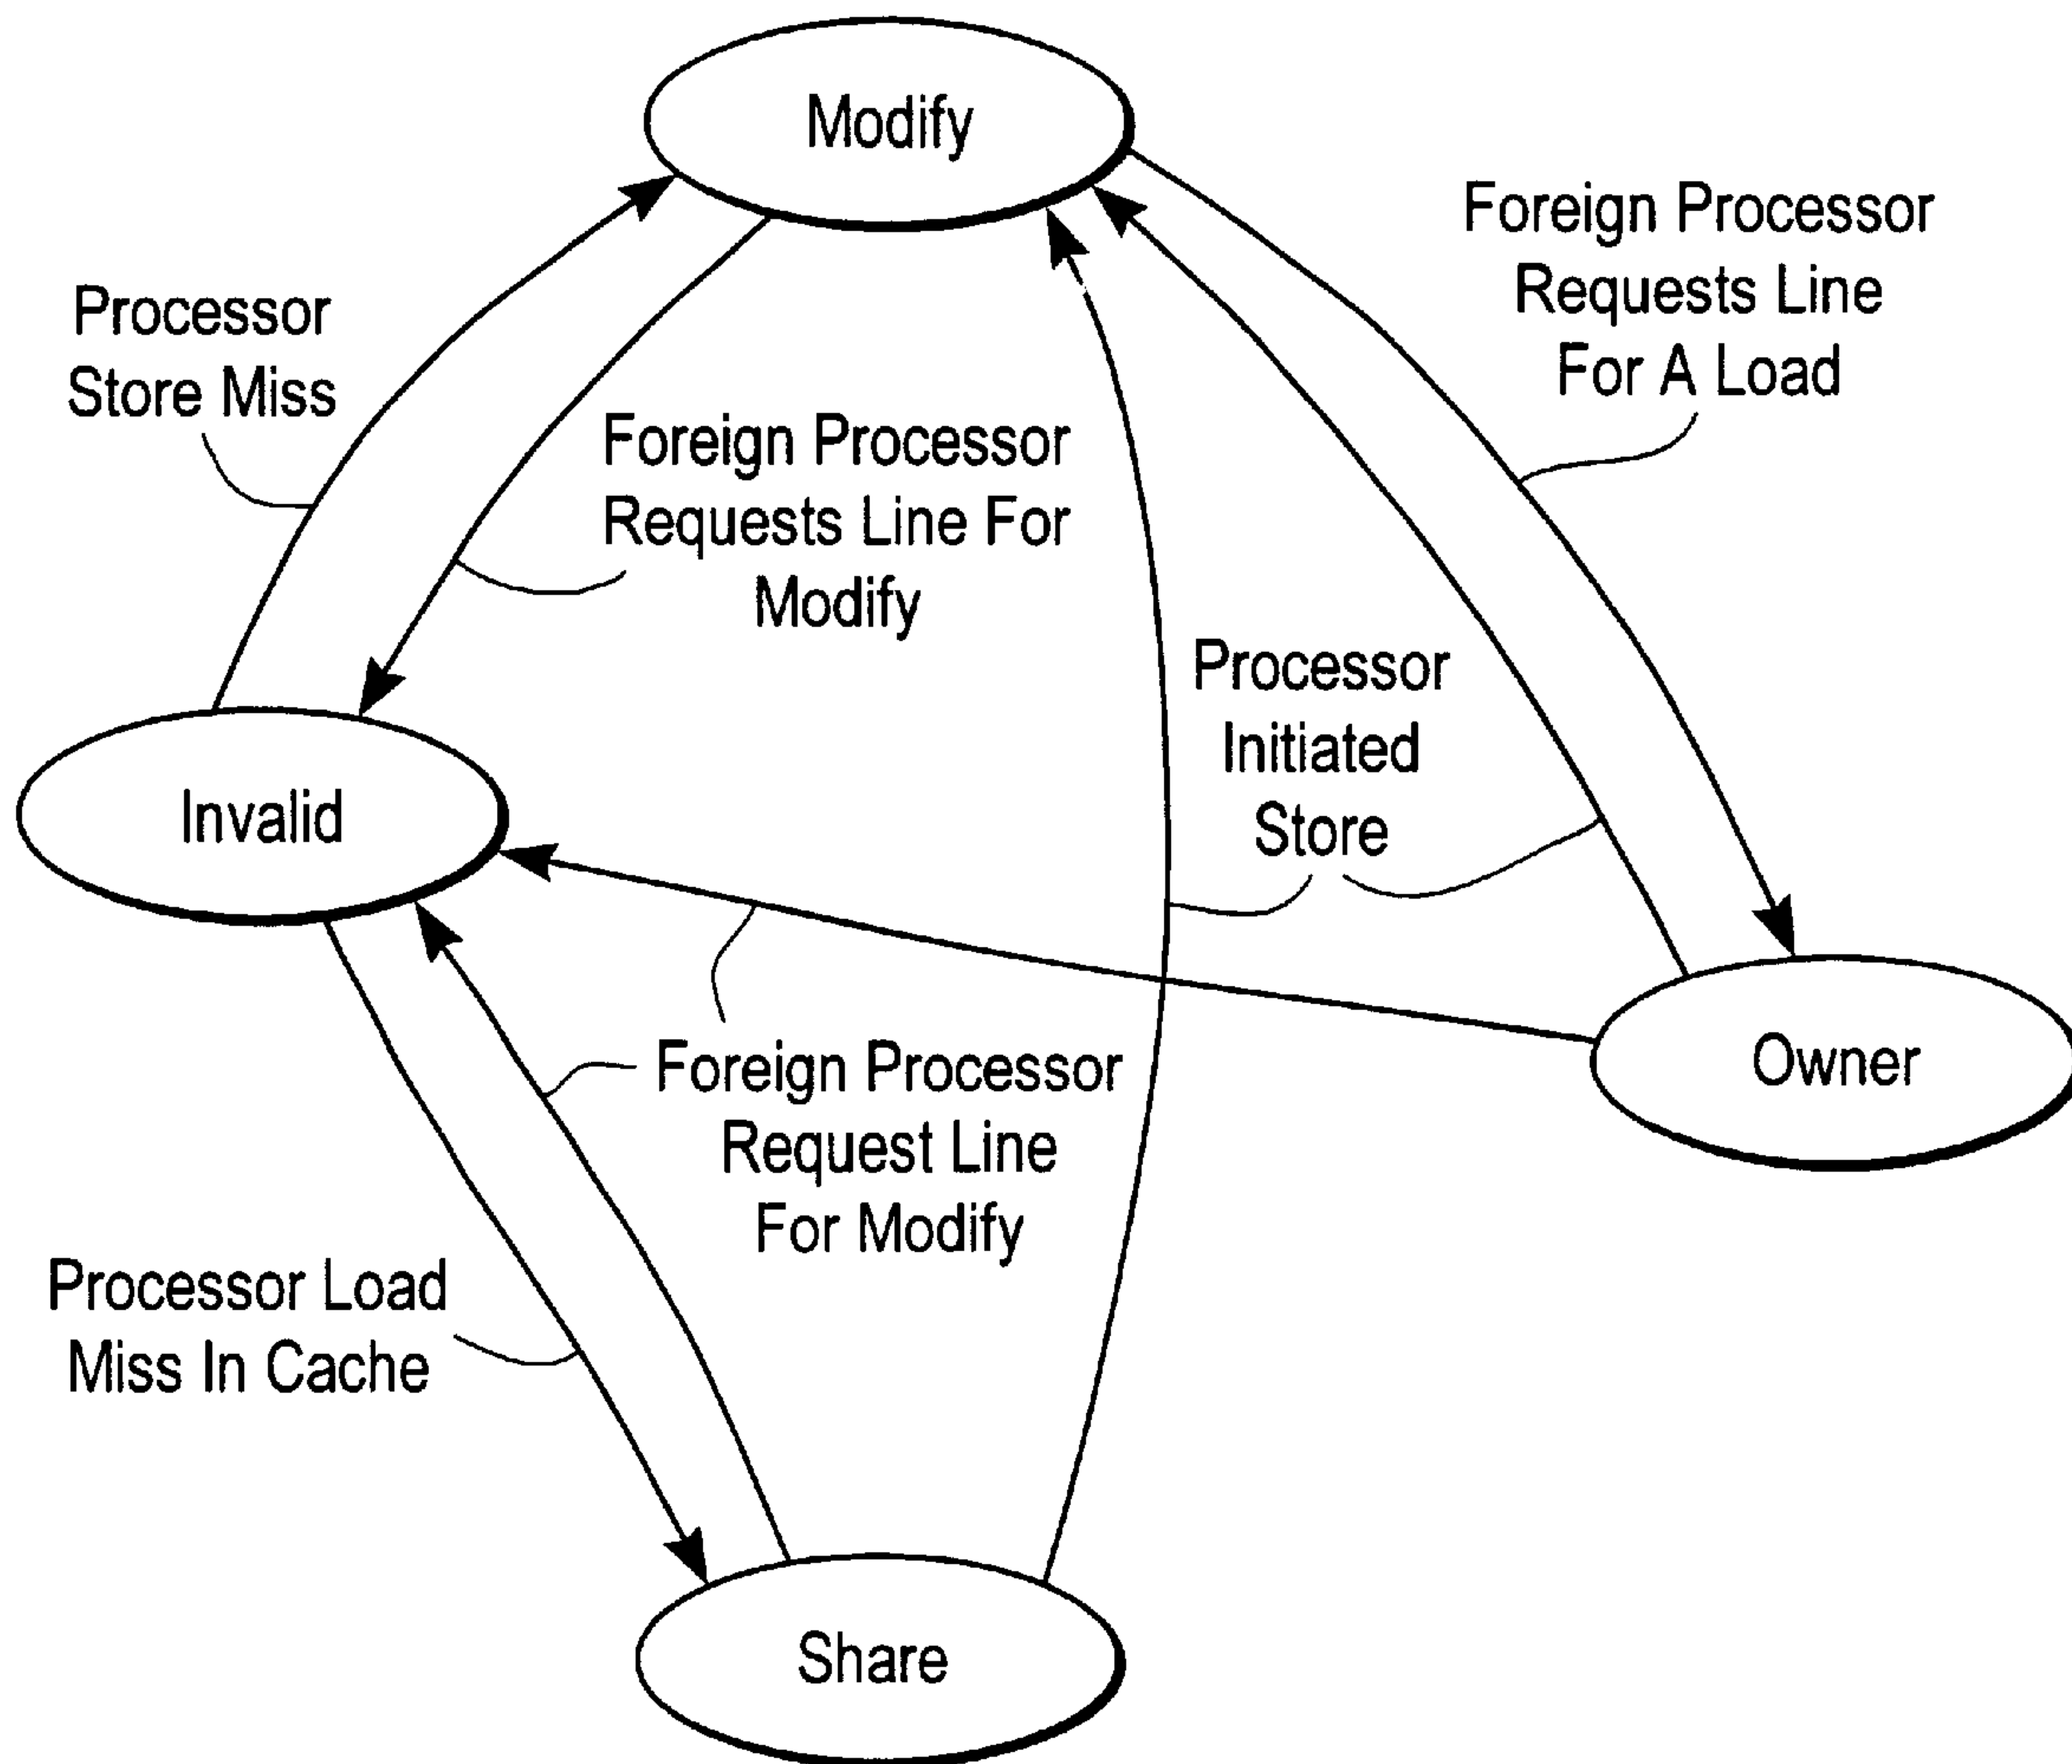 Modify
Foreign Processor
Requests Line
For A Load
Processor
Store Miss
Foreign Processor
Requests Line For
Modify
Processor
Initiated
Store
Invalid
Owner
Foreign Processor
Request Line
For Modify
Processor Load
Miss In Cache
Share